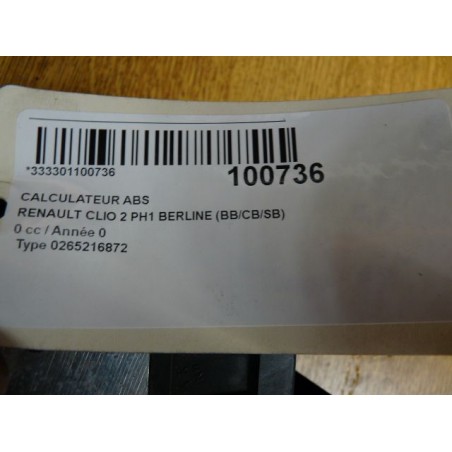 *333301100736
100736
CALCULATEUR ABS
RENAULT CLIO 2 PH1 BERLINE (BB/CB/SB)
0 cc / Année 0
Type 0265216872